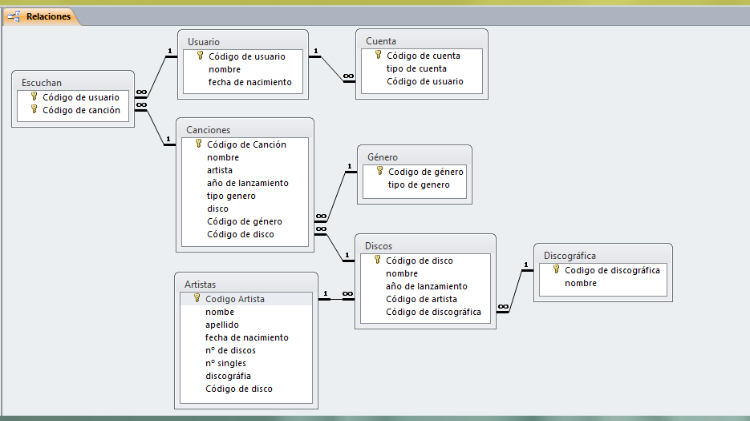 Relaciones
Usuario
Código de usuario
nombre
fecha de nacimiento
Cuenta
Código de cuenta
tipo de cuenta
Código de usuario
Escuchan
Código de usuario
Código de canción
Canciones
Código de Canción
nombre
artista
año de lanzamiento
tipo genero
disco
Código de género
Código de disco
Género
Codigo de género
tipo de genero
Discos
Código de disco
nombre
año de lanzamiento
Código de artista
Código de discográfica
Discográfica
Codigo de discográfica
nombre
Artistas
Codigo Artista
nombe
apellido
fecha de nacimiento
nº de discos
nº singles
discográfia
Código de disco
1
∞
1
∞
∞
1
1
∞
∞
1
1
∞
1
∞